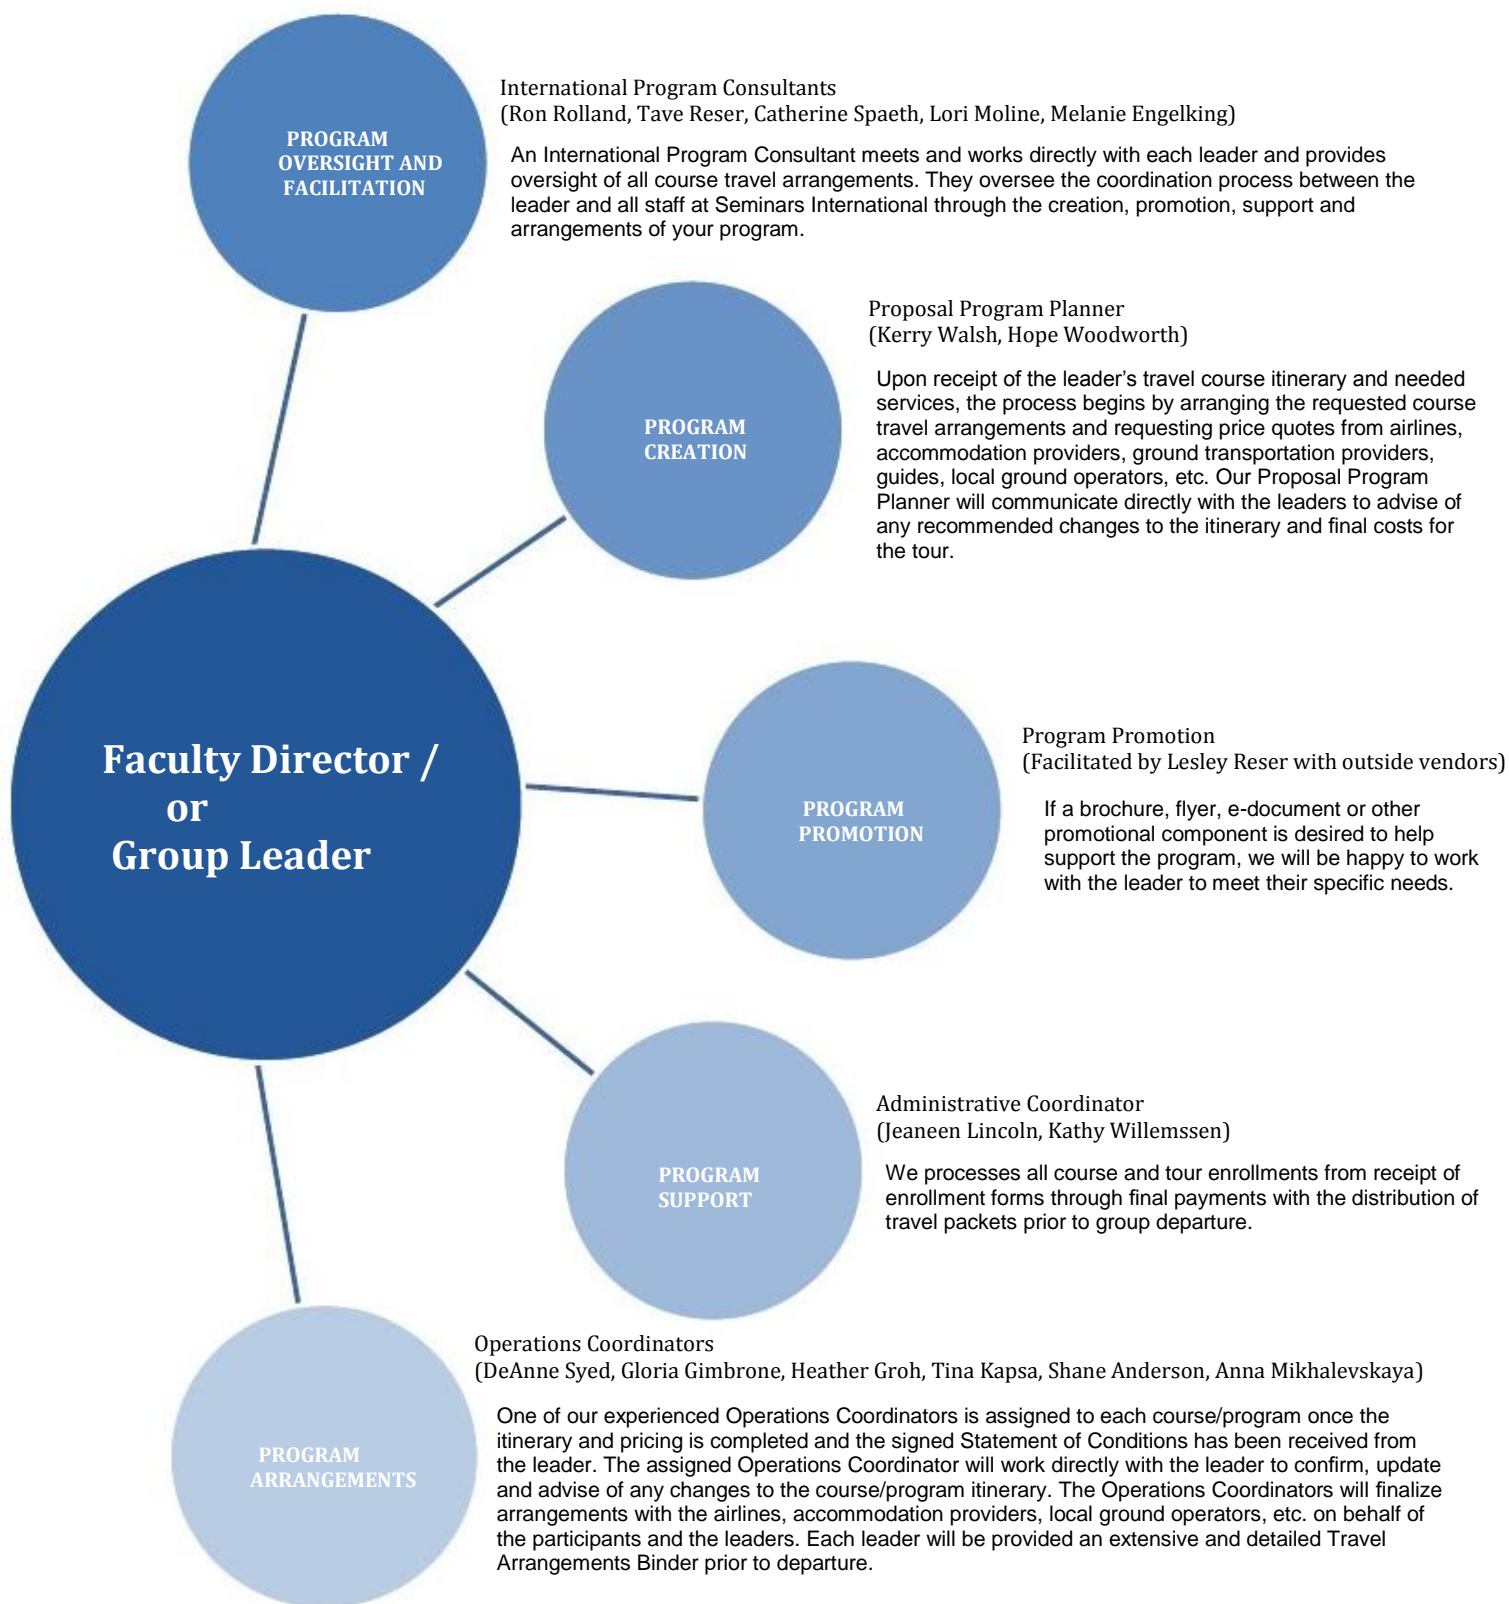 International Program Consultants
(Ron Rolland, Tave Reser, Catherine Spaeth, Lori Moline, Melanie Engelking)
PROGRAM
OVERSIGHT AND
FACILITATION
An International Program Consultant meets and works directly with each leader and provides
oversight of all course travel arrangements. They oversee the coordination process between the
leader and all staff at Seminars International through the creation, promotion, support and
arrangements of your program.
Proposal Program Planner
(Kerry Walsh, Hope Woodworth)
PROGRAM
CREATION
Upon receipt of the leader’s travel course itinerary and needed
services, the process begins by arranging the requested course
travel arrangements and requesting price quotes from airlines,
accommodation providers, ground transportation providers,
guides, local ground operators, etc. Our Proposal Program
Planner will communicate directly with the leaders to advise of
any recommended changes to the itinerary and final costs for
the tour.
Faculty Director /
or
Group Leader
Program Promotion
(Facilitated by Lesley Reser with outside vendors)
PROGRAM
PROMOTION
If a brochure, flyer, e-document or other
promotional component is desired to help
support the program, we will be happy to work
with the leader to meet their specific needs.
Administrative Coordinator
(Jeaneen Lincoln, Kathy Willemssen)
PROGRAM
SUPPORT
We processes all course and tour enrollments from receipt of
enrollment forms through final payments with the distribution of
travel packets prior to group departure.
Operations Coordinators
(DeAnne Syed, Gloria Gimbrone, Heather Groh, Tina Kapsa, Shane Anderson, Anna Mikhalevskaya)
PROGRAM
ARRANGEMENTS
One of our experienced Operations Coordinators is assigned to each course/program once the
itinerary and pricing is completed and the signed Statement of Conditions has been received from
the leader. The assigned Operations Coordinator will work directly with the leader to confirm, update
and advise of any changes to the course/program itinerary. The Operations Coordinators will finalize
arrangements with the airlines, accommodation providers, local ground operators, etc. on behalf of
the participants and the leaders. Each leader will be provided an extensive and detailed Travel
Arrangements Binder prior to departure.